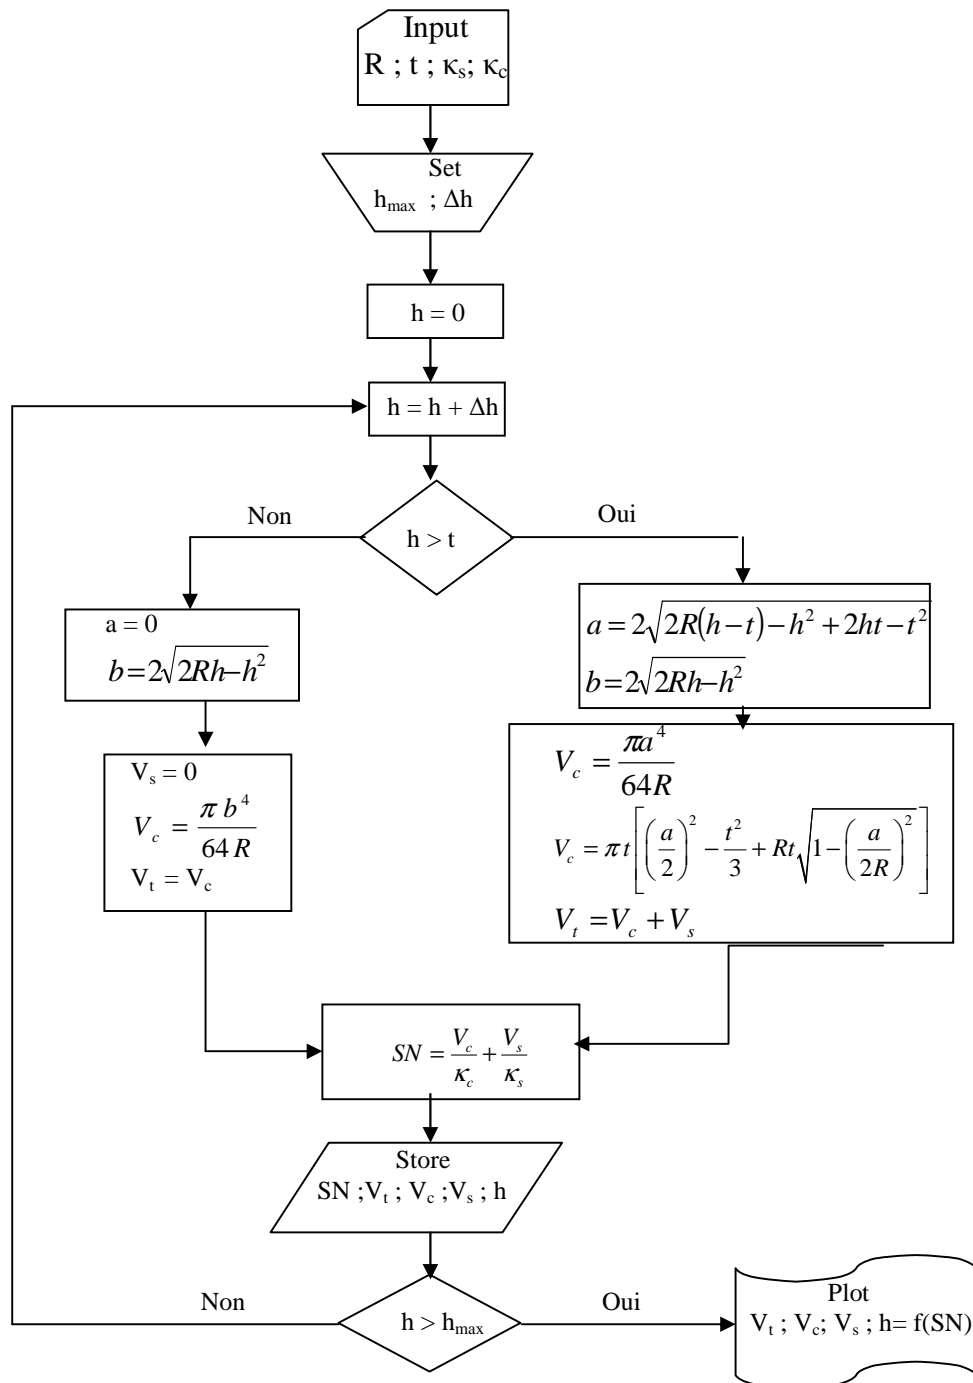 Input
R ; t ; κs; κc
Set
hmax ; Δh
h = 0
h = h + Δh
h > t
Non
Oui
a = 0
b = 2√(2Rh−h²)
Vs = 0
Vc = πb⁴/64R
Vt = Vc
a = 2√(2R(h−t)−h²+2ht−t²)
b = 2√(2Rh−h²)
Vc = πa⁴/64R
Vc = πt[(a/2)² − t²/3 + Rt√(1−(a/2R)²)]
Vt = Vc + Vs
SN = Vc/κc + Vs/κs
Store
SN ;Vt ; Vc ;Vs ; h
h > hmax
Non
Oui
Plot
Vt ; Vc; Vs ; h= f(SN)